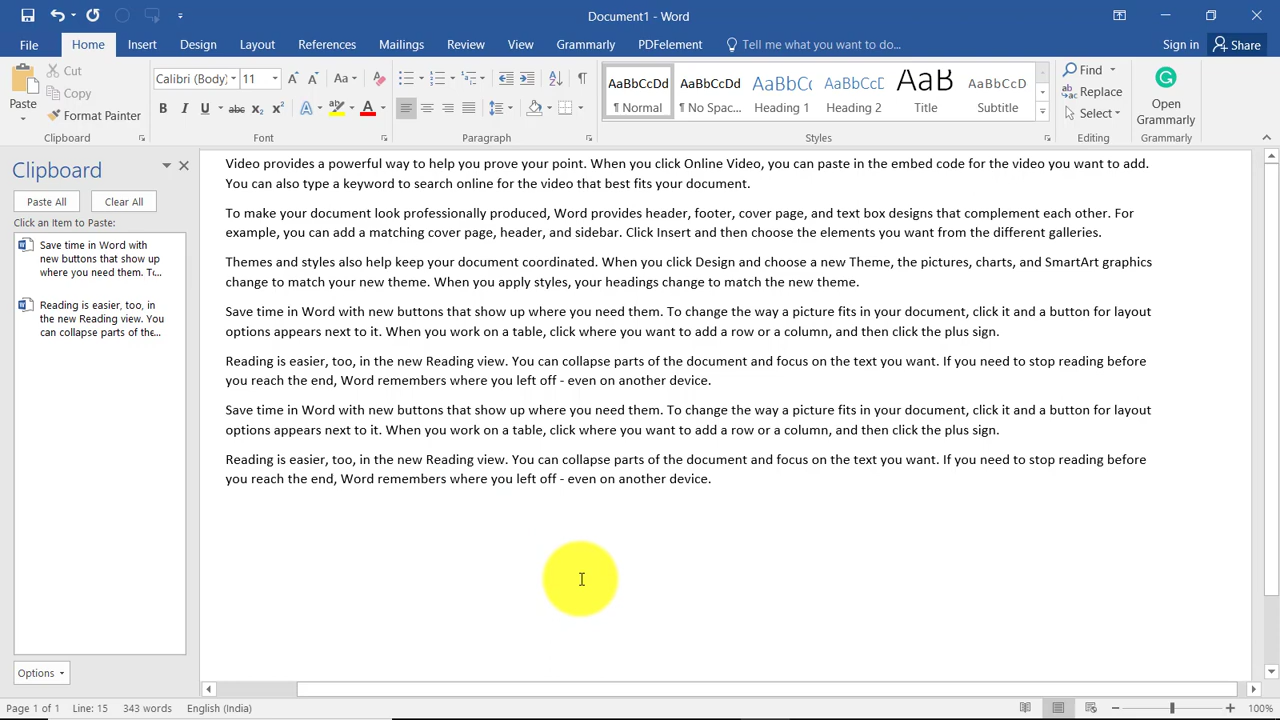 Document1 - Word
File Home Insert Design Layout References Mailings Review View Grammarly PDFelement Tell me what you want to do... Sign in Share
Paste
Cut
Copy
Format Painter
Clipboard
Calibri (Body) 11
Font
Paragraph
AaBbCcDd AaBbCcDd AaBbCc AaBbCcD AaB AaBbCcD
¶ Normal ¶ No Spac... Heading 1 Heading 2 Title Subtitle
Styles
Find
Replace
Select
Editing
Open
Grammarly
Grammarly
Clipboard
Paste All Clear All
Click an Item to Paste:
Save time in Word with
new buttons that show up
where you need them. T...
Reading is easier, too, in
the new Reading view. You
can collapse parts of the...
Options
Video provides a powerful way to help you prove your point. When you click Online Video, you can paste in the embed code for the video you want to add.
You can also type a keyword to search online for the video that best fits your document.
To make your document look professionally produced, Word provides header, footer, cover page, and text box designs that complement each other. For
example, you can add a matching cover page, header, and sidebar. Click Insert and then choose the elements you want from the different galleries.
Themes and styles also help keep your document coordinated. When you click Design and choose a new Theme, the pictures, charts, and SmartArt graphics
change to match your new theme. When you apply styles, your headings change to match the new theme.
Save time in Word with new buttons that show up where you need them. To change the way a picture fits in your document, click it and a button for layout
options appears next to it. When you work on a table, click where you want to add a row or a column, and then click the plus sign.
Reading is easier, too, in the new Reading view. You can collapse parts of the document and focus on the text you want. If you need to stop reading before
you reach the end, Word remembers where you left off - even on another device.
Save time in Word with new buttons that show up where you need them. To change the way a picture fits in your document, click it and a button for layout
options appears next to it. When you work on a table, click where you want to add a row or a column, and then click the plus sign.
Reading is easier, too, in the new Reading view. You can collapse parts of the document and focus on the text you want. If you need to stop reading before
you reach the end, Word remembers where you left off - even on another device.
Page 1 of 1 Line: 15 343 words English (India) 100%